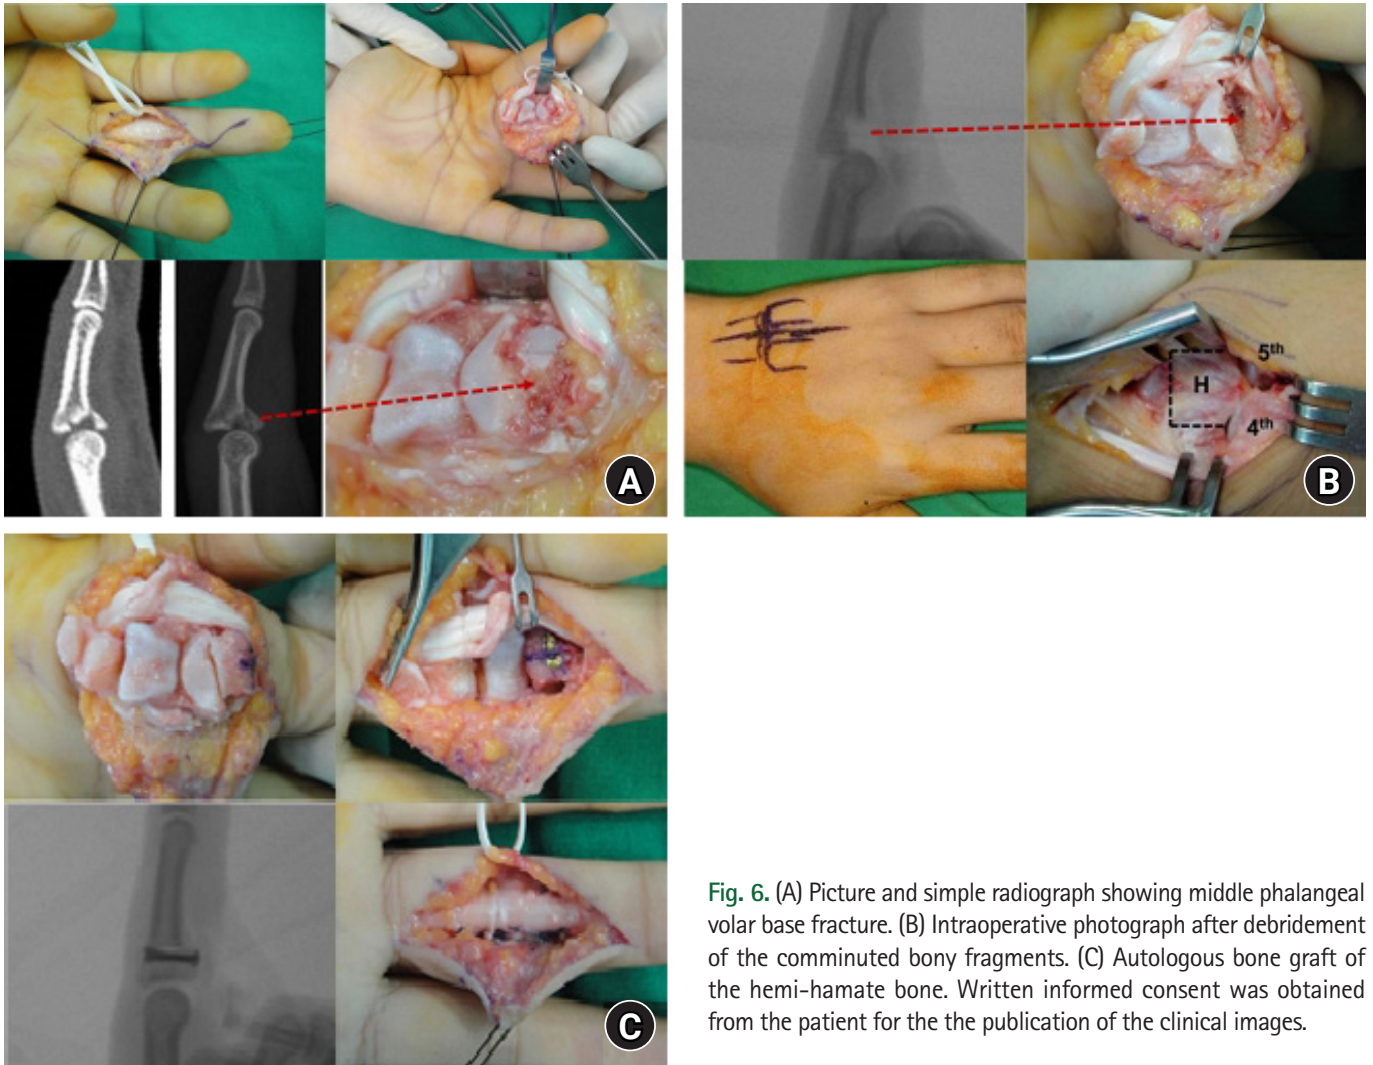 A
5th
H
4th
B
C
Fig. 6. (A) Picture and simple radiograph showing middle phalangeal
volar base fracture. (B) Intraoperative photograph after debridement
of the comminuted bony fragments. (C) Autologous bone graft of
the hemi-hamate bone. Written informed consent was obtained
from the patient for the the publication of the clinical images.